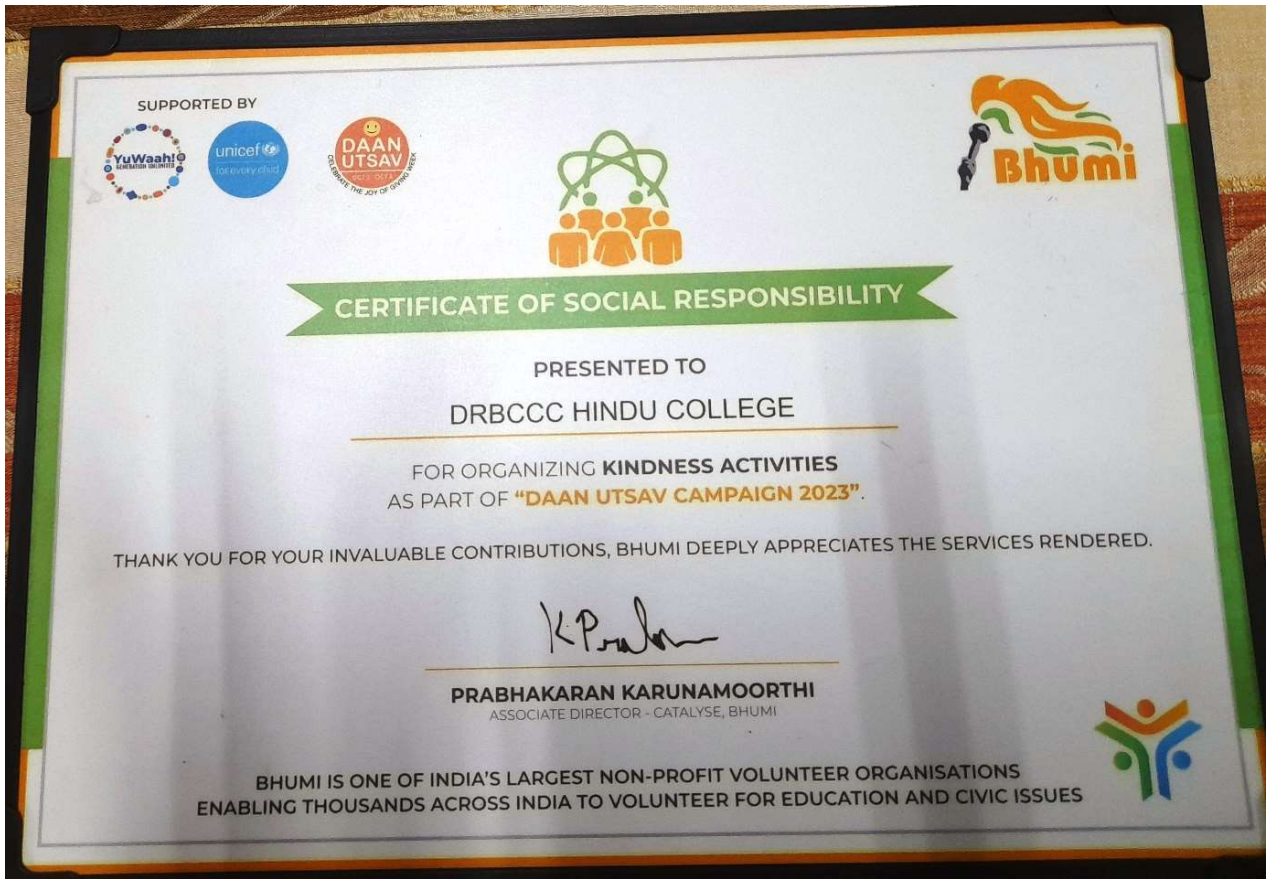 SUPPORTED BY
YuWaah!
GENERATION UNLIMITED
unicef
for every child
DAAN
UTSAV
CELEBRATE THE JOY OF GIVING WEEK
Bhumi
CERTIFICATE OF SOCIAL RESPONSIBILITY
PRESENTED TO
DRBCCC HINDU COLLEGE
FOR ORGANIZING KINDNESS ACTIVITIES
AS PART OF “DAAN UTSAV CAMPAIGN 2023”.
THANK YOU FOR YOUR INVALUABLE CONTRIBUTIONS, BHUMI DEEPLY APPRECIATES THE SERVICES RENDERED.
K.Prabu
PRABHAKARAN KARUNAMOORTHI
ASSOCIATE DIRECTOR - CATALYSE, BHUMI
BHUMI IS ONE OF INDIA’S LARGEST NON-PROFIT VOLUNTEER ORGANISATIONS
ENABLING THOUSANDS ACROSS INDIA TO VOLUNTEER FOR EDUCATION AND CIVIC ISSUES